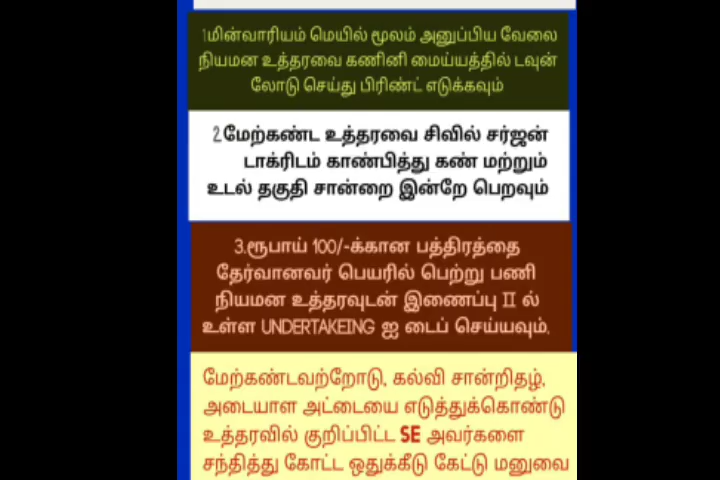 1மின்வாரியம் மெயில் மூலம் அனுப்பிய வேலை
நியமன உத்தரவை கணினி மைய்யத்தில் டவுன்
லோடு செய்து பிரிண்ட் எடுக்கவும்
2.மேற்கண்ட உத்தரவை சிவில் சர்ஜன்
டாக்ரிடம் காண்பித்து கண் மற்றும்
உடல் தகுதி சான்றை இன்றே பெறவும்
3.ரூபாய் 100/-க்கான பத்திரத்தை
தேர்வானவர் பெயரில் பெற்று பணி
நியமன உத்தரவுடன் இணைப்பு II ல்
உள்ள UNDERTAKEING ஐ டைப் செய்யவும்.
மேற்கண்டவற்றோடு, கல்வி சான்றிதழ்,
அடையாள அட்டையை எடுத்துக்கொண்டு
உத்தரவில் குறிப்பிட்ட SE அவர்களை
சந்தித்து கோட்ட ஒதுக்கீடு கேட்டு மனுவை